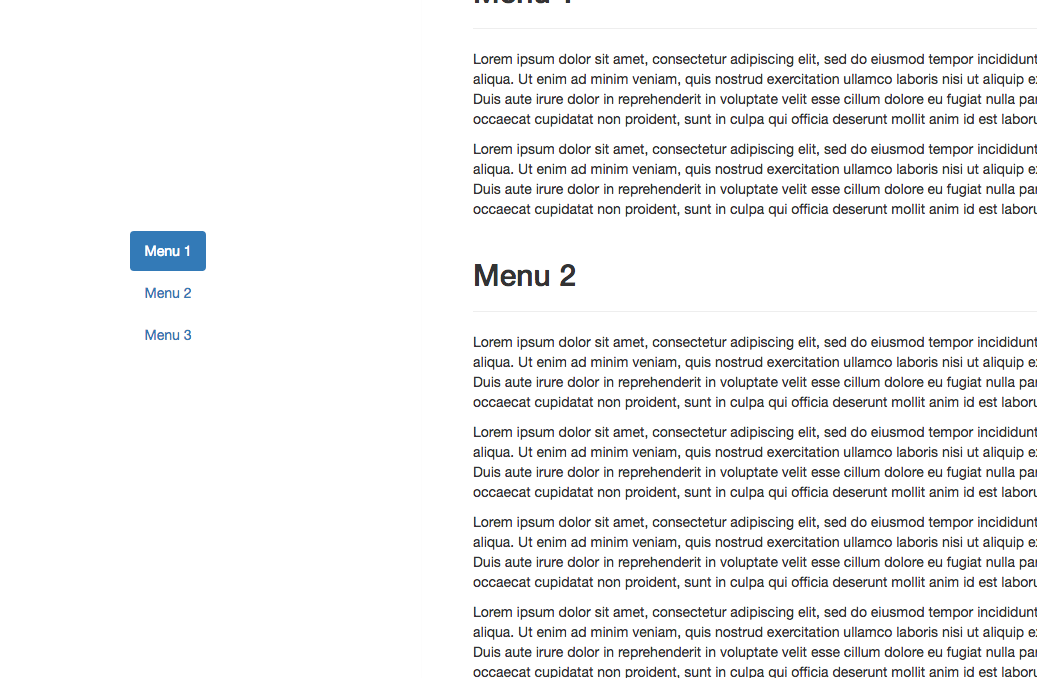 Menu 1
Menu 2
Menu 3
Menu 1
Lorem ipsum dolor sit amet, consectetur adipiscing elit, sed do eiusmod tempor incididunt
aliqua. Ut enim ad minim veniam, quis nostrud exercitation ullamco laboris nisi ut aliquip
Duis aute irure dolor in reprehenderit in voluptate velit esse cillum dolore eu fugiat nulla
occaecat cupidatat non proident, sunt in culpa qui officia deserunt mollit anim id est
Lorem ipsum dolor sit amet, consectetur adipiscing elit, sed do eiusmod tempor incididunt
aliqua. Ut enim ad minim veniam, quis nostrud exercitation ullamco laboris nisi ut aliquip
Duis aute irure dolor in reprehenderit in voluptate velit esse cillum dolore eu fugiat nulla
occaecat cupidatat non proident, sunt in culpa qui officia deserunt mollit anim id est
Menu 2
Lorem ipsum dolor sit amet, consectetur adipiscing elit, sed do eiusmod tempor incididunt
aliqua. Ut enim ad minim veniam, quis nostrud exercitation ullamco laboris nisi ut aliquip
Duis aute irure dolor in reprehenderit in voluptate velit esse cillum dolore eu fugiat nulla
occaecat cupidatat non proident, sunt in culpa qui officia deserunt mollit anim id est
Lorem ipsum dolor sit amet, consectetur adipiscing elit, sed do eiusmod tempor incididunt
aliqua. Ut enim ad minim veniam, quis nostrud exercitation ullamco laboris nisi ut aliquip
Duis aute irure dolor in reprehenderit in voluptate velit esse cillum dolore eu fugiat nulla
occaecat cupidatat non proident, sunt in culpa qui officia deserunt mollit anim id est
Lorem ipsum dolor sit amet, consectetur adipiscing elit, sed do eiusmod tempor incididunt
aliqua. Ut enim ad minim veniam, quis nostrud exercitation ullamco laboris nisi ut aliquip
Duis aute irure dolor in reprehenderit in voluptate velit esse cillum dolore eu fugiat nulla
occaecat cupidatat non proident, sunt in culpa qui officia deserunt mollit anim id est
Lorem ipsum dolor sit amet, consectetur adipiscing elit, sed do eiusmod tempor incididunt
aliqua. Ut enim ad minim veniam, quis nostrud exercitation ullamco laboris nisi ut aliquip
Duis aute irure dolor in reprehenderit in voluptate velit esse cillum dolore eu fugiat nulla
occaecat cupidatat non proident, sunt in culpa qui officia deserunt mollit anim id est